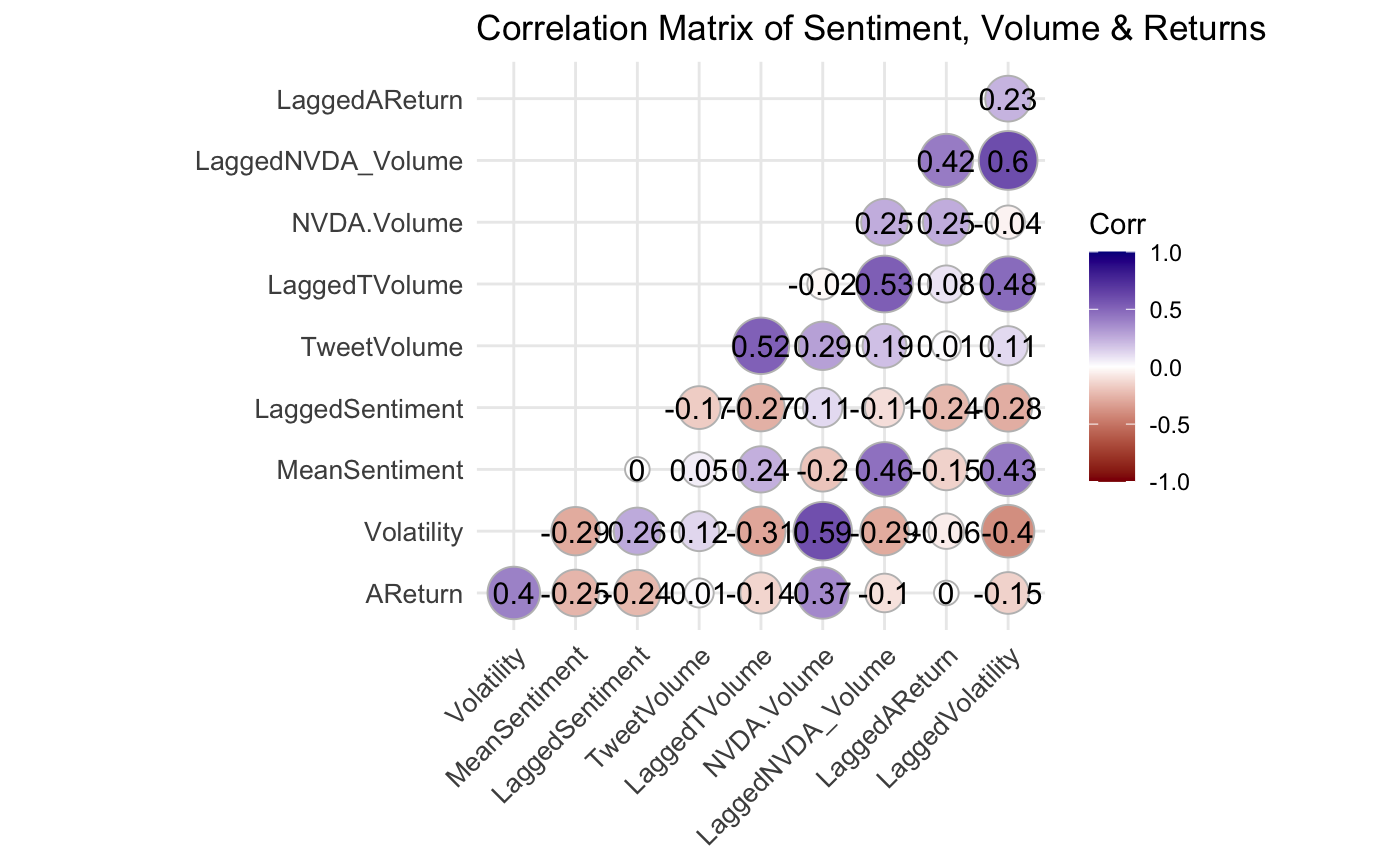 Correlation Matrix of Sentiment, Volume & Returns
LaggedAReturn 0.23
LaggedNVDA_Volume 0.42 0.6
NVDA.Volume 0.25 0.25 -0.04
LaggedTVolume -0.02 0.53 0.08 0.48
TweetVolume 0.52 0.29 0.19 0.01 0.11
LaggedSentiment -0.17 -0.27 0.11 -0.11 -0.24 -0.28
MeanSentiment 0 0.05 0.24 -0.2 0.46 -0.15 0.43
Volatility -0.29 0.26 0.12 -0.31 0.59 -0.29 -0.06 -0.4
AReturn 0.4 -0.25 -0.24 0.01 -0.14 0.37 -0.1 0 -0.15
Volatility
MeanSentiment
LaggedSentiment
TweetVolume
LaggedTVolume
NVDA.Volume
LaggedNVDA_Volume
LaggedAReturn
LaggedVolatility
Corr
1.0
0.5
0.0
-0.5
-1.0